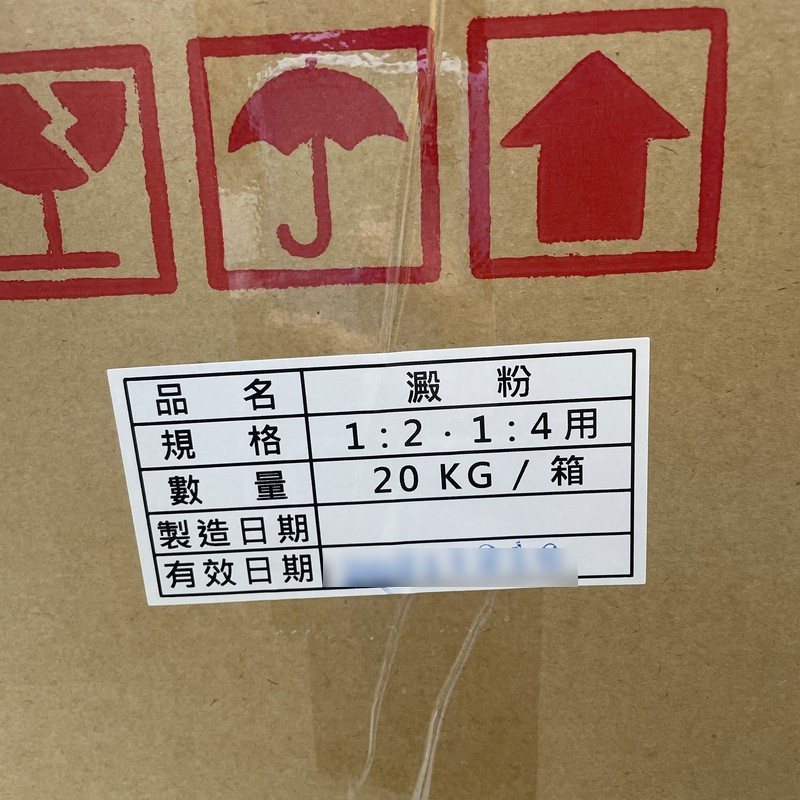 品名 澱粉
規格 1:2·1:4用
數量 20 KG / 箱
製造日期
有效日期